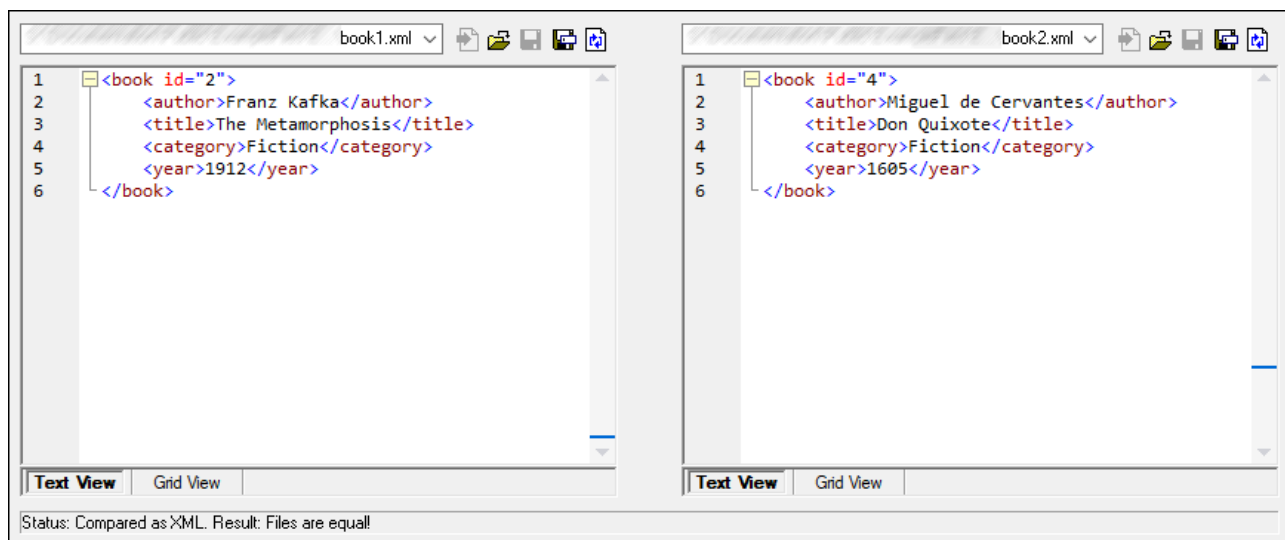 book1.xml
1 <book id="2">
2 <author>Franz Kafka</author>
3 <title>The Metamorphosis</title>
4 <category>Fiction</category>
5 <year>1912</year>
6 </book>
Text View Grid View
book2.xml
1 <book id="4">
2 <author>Miguel de Cervantes</author>
3 <title>Don Quixote</title>
4 <category>Fiction</category>
5 <year>1605</year>
6 </book>
Text View Grid View
Status: Compared as XML. Result: Files are equal!